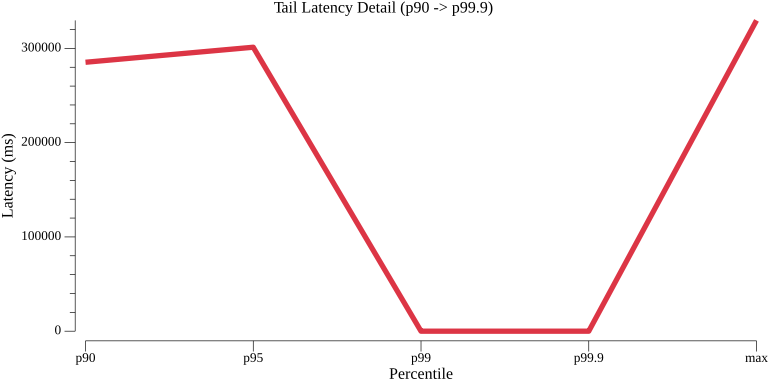 Tail Latency Detail (p90 -> p99.9)
Latency (ms)
300000
200000
100000
0
p90 p95 p99 p99.9 max
Percentile